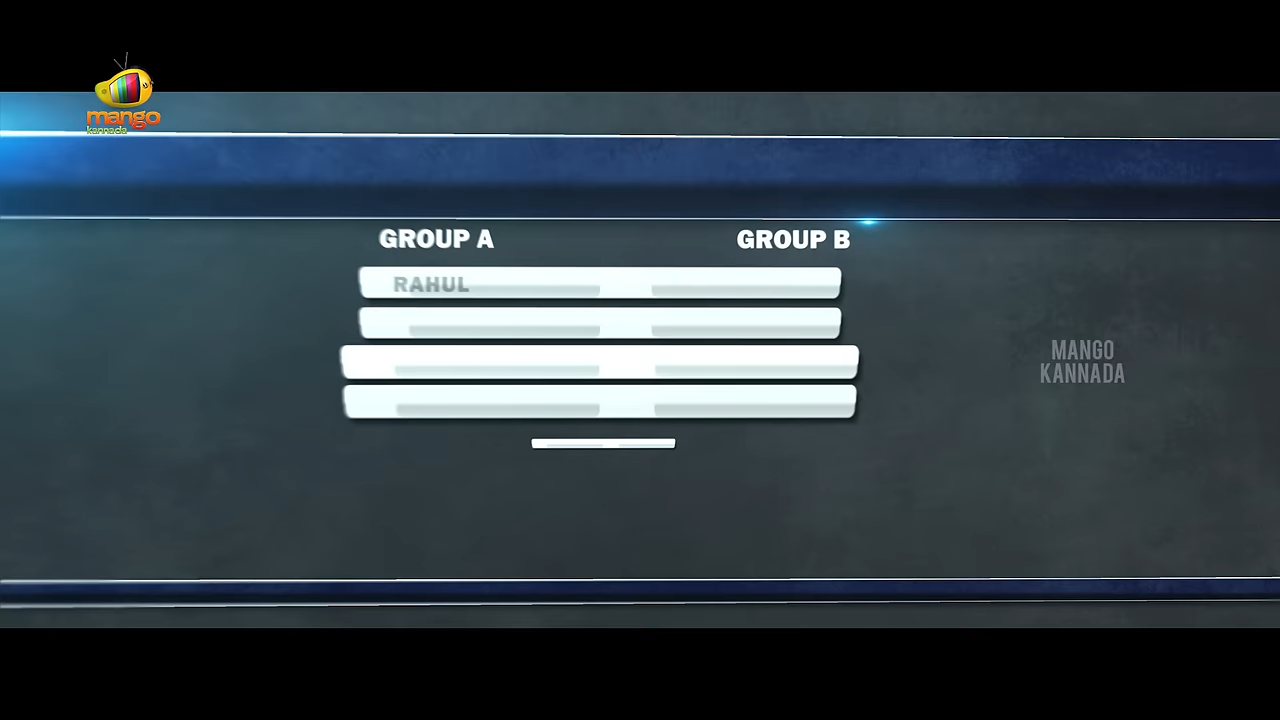 mango
kannada
GROUP A GROUP B
RAHUL
MANGO
KANNADA